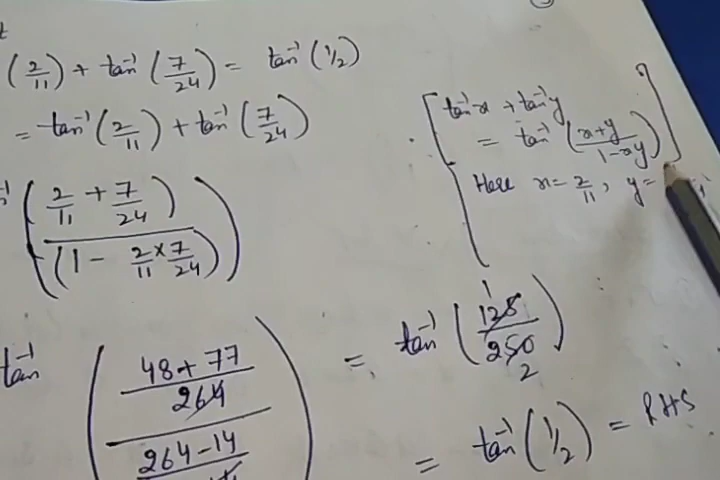 (2/11) + tan⁻¹(7/24) = tan⁻¹(1/2)
= tan⁻¹(2/11) + tan⁻¹(7/24)
((2/11 + 7/24) / (1 - 2/11 × 7/24))
tan⁻¹ ((48+77)/264 / (264-14)
[tan⁻¹x + tan⁻¹y
= tan⁻¹((x+y)/(1-xy))]
Here x = 2/11, y =
= tan⁻¹(125/250) 1 2
= tan⁻¹(1/2) = RHS